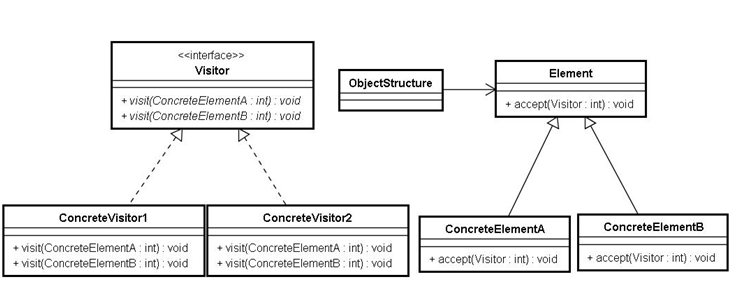 <<interface>>
Visitor
+ visit(ConcreteElementA : int) : void
+ visit(ConcreteElementB : int) : void
ObjectStructure
Element
+ accept(Visitor : int) : void
ConcreteVisitor1
+ visit(ConcreteElementA : int) : void
+ visit(ConcreteElementB : int) : void
ConcreteVisitor2
+ visit(ConcreteElementA : int) : void
+ visit(ConcreteElementB : int) : void
ConcreteElementA
+ accept(Visitor : int) : void
ConcreteElementB
+ accept(Visitor : int) : void